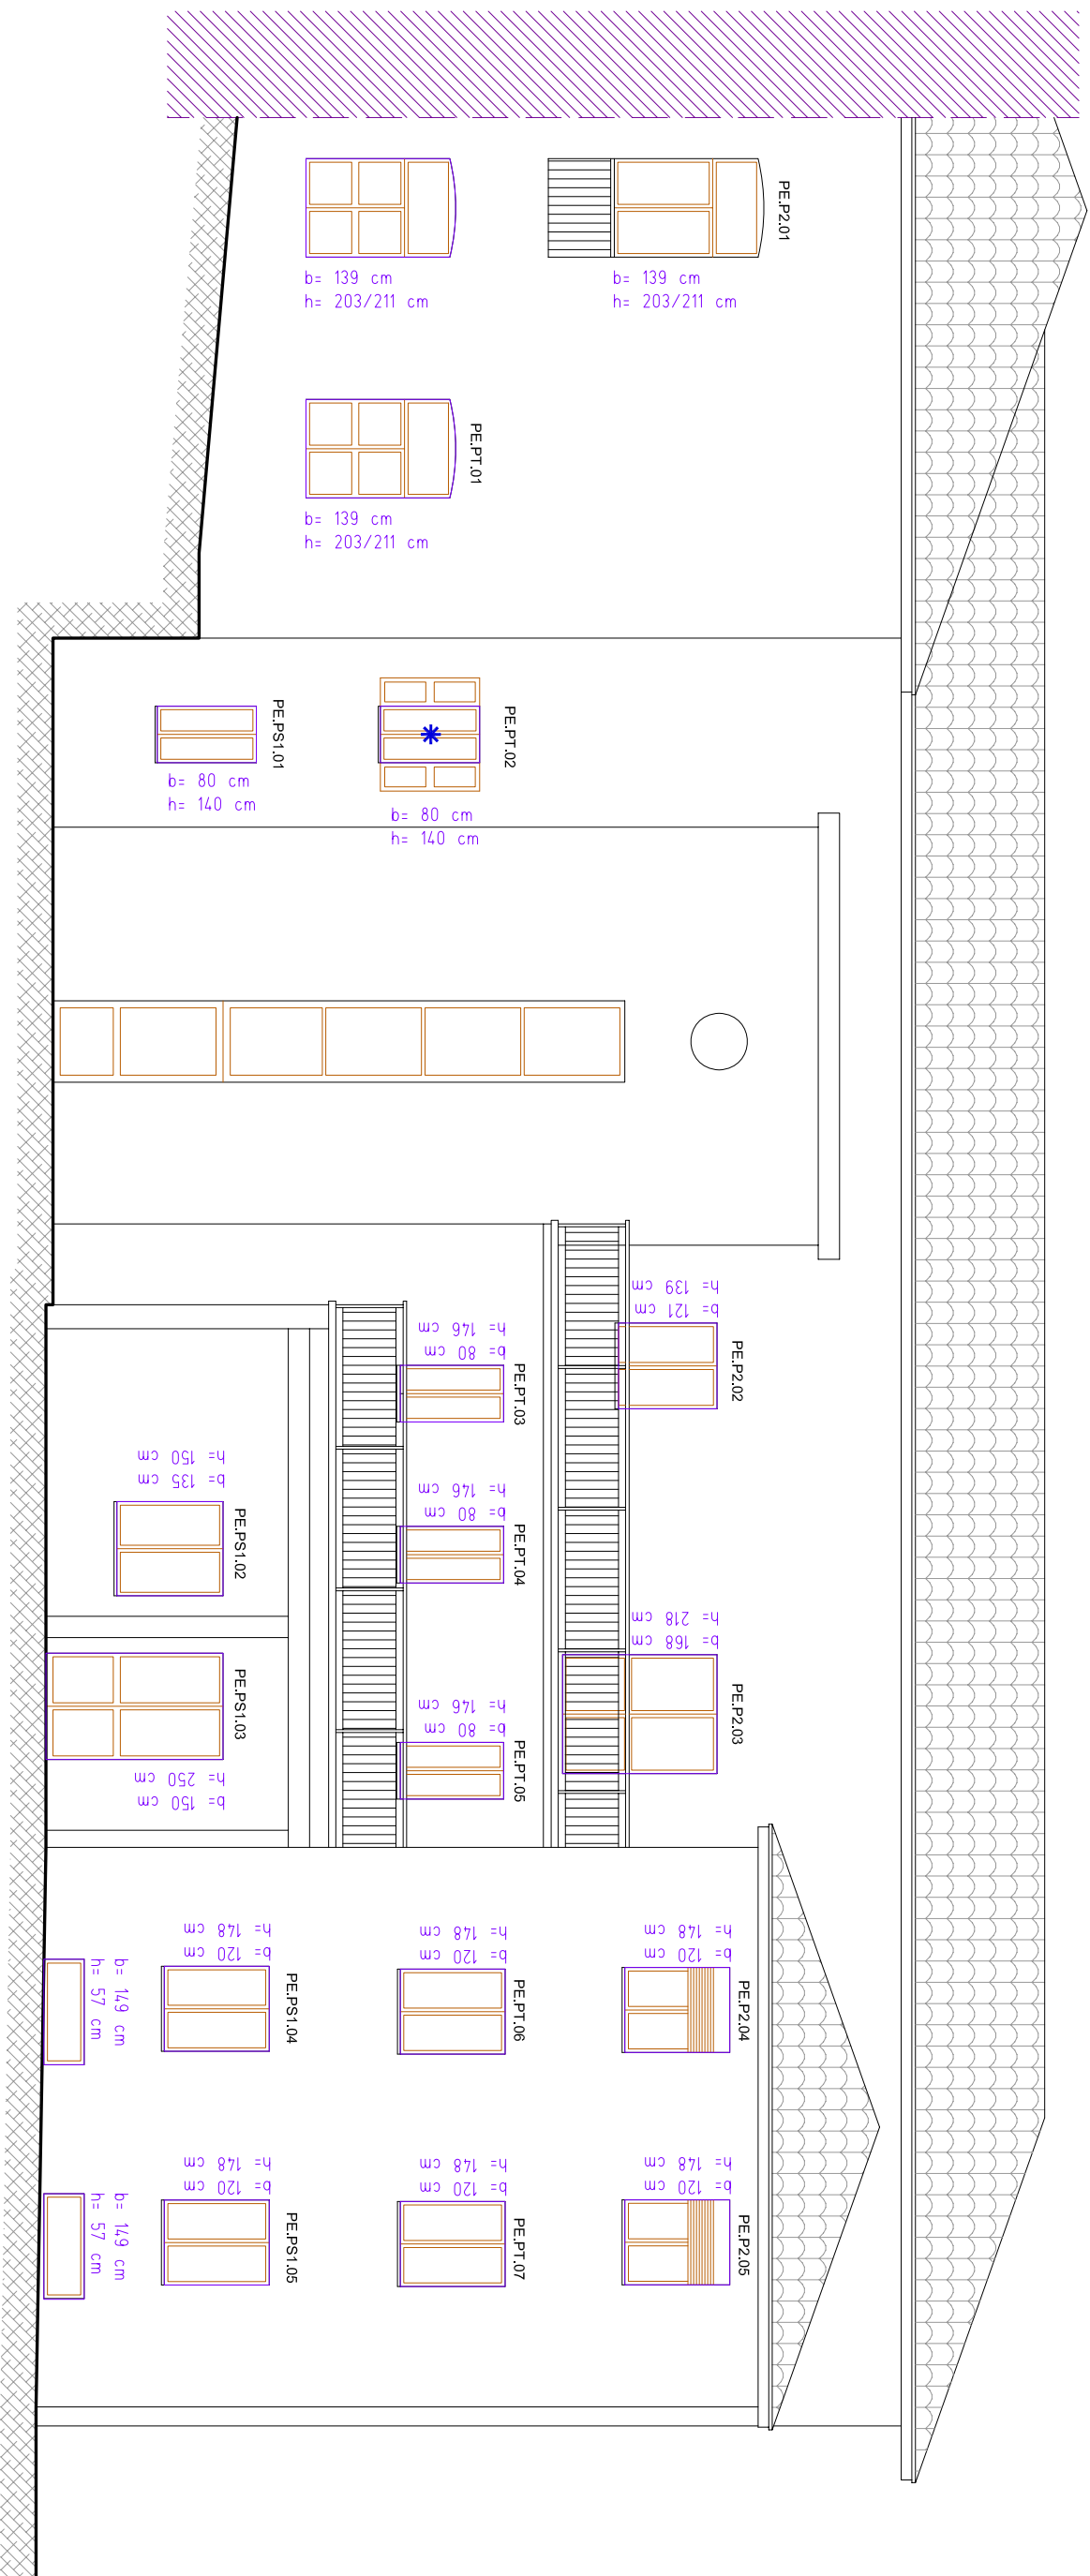 PE.P2.01
b= 139 cm
h= 203/211 cm
b= 139 cm
h= 203/211 cm
PE.PT.01
b= 139 cm
h= 203/211 cm
PE.PT.02
b= 80 cm
h= 140 cm
PE.PS1.01
b= 80 cm
h= 140 cm
PE.P2.02
b= 121 cm
h= 139 cm
PE.PT.03
b= 80 cm
h= 146 cm
PE.PT.04
b= 80 cm
h= 146 cm
PE.PS1.02
b= 135 cm
h= 150 cm
PE.P2.03
b= 168 cm
h= 218 cm
PE.PT.05
b= 80 cm
h= 146 cm
PE.PS1.03
b= 150 cm
h= 250 cm
PE.P2.04
b= 120 cm
h= 148 cm
PE.PT.06
b= 120 cm
h= 148 cm
PE.PS1.04
b= 120 cm
h= 148 cm
b= 149 cm
h= 57 cm
PE.P2.05
b= 120 cm
h= 148 cm
PE.PT.07
b= 120 cm
h= 148 cm
PE.PS1.05
b= 120 cm
h= 148 cm
b= 149 cm
h= 57 cm